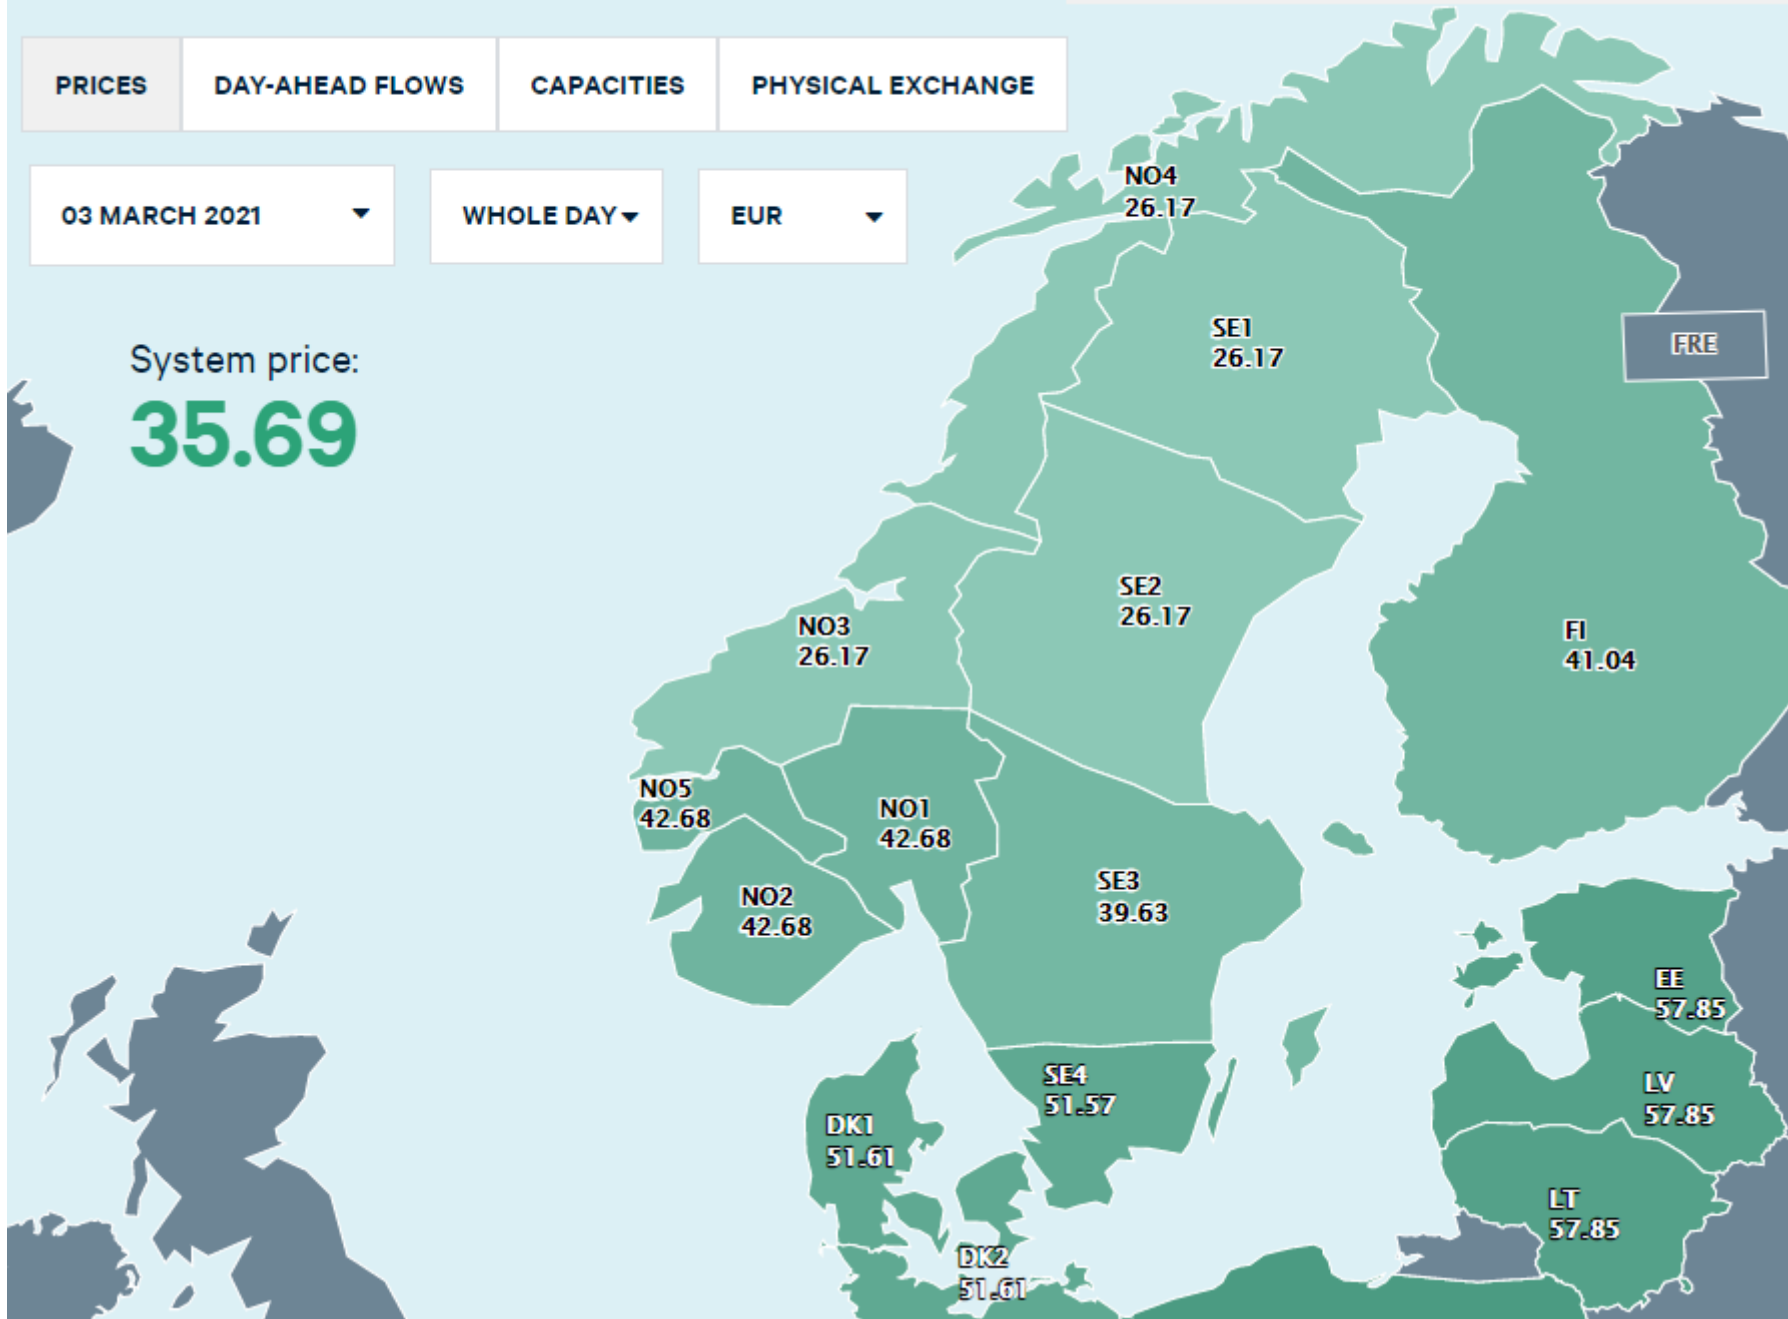 PRICES
DAY-AHEAD FLOWS
CAPACITIES
PHYSICAL EXCHANGE
03 MARCH 2021
WHOLE DAY
EUR
System price:
35.69
NO4
26.17
SE1
26.17
FRE
SE2
26.17
NO3
26.17
FI
41.04
NO5
42.68
NO1
42.68
NO2
42.68
SE3
39.63
EE
57.85
SE4
51.57
LV
57.85
DK1
51.61
LT
57.85
DK2
51.61